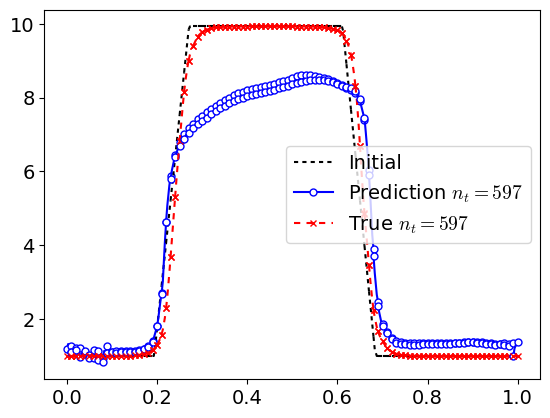 10
8
6
4
2
0.0 0.2 0.4 0.6 0.8 1.0
Initial
Prediction $n_t = 597$
True $n_t = 597$